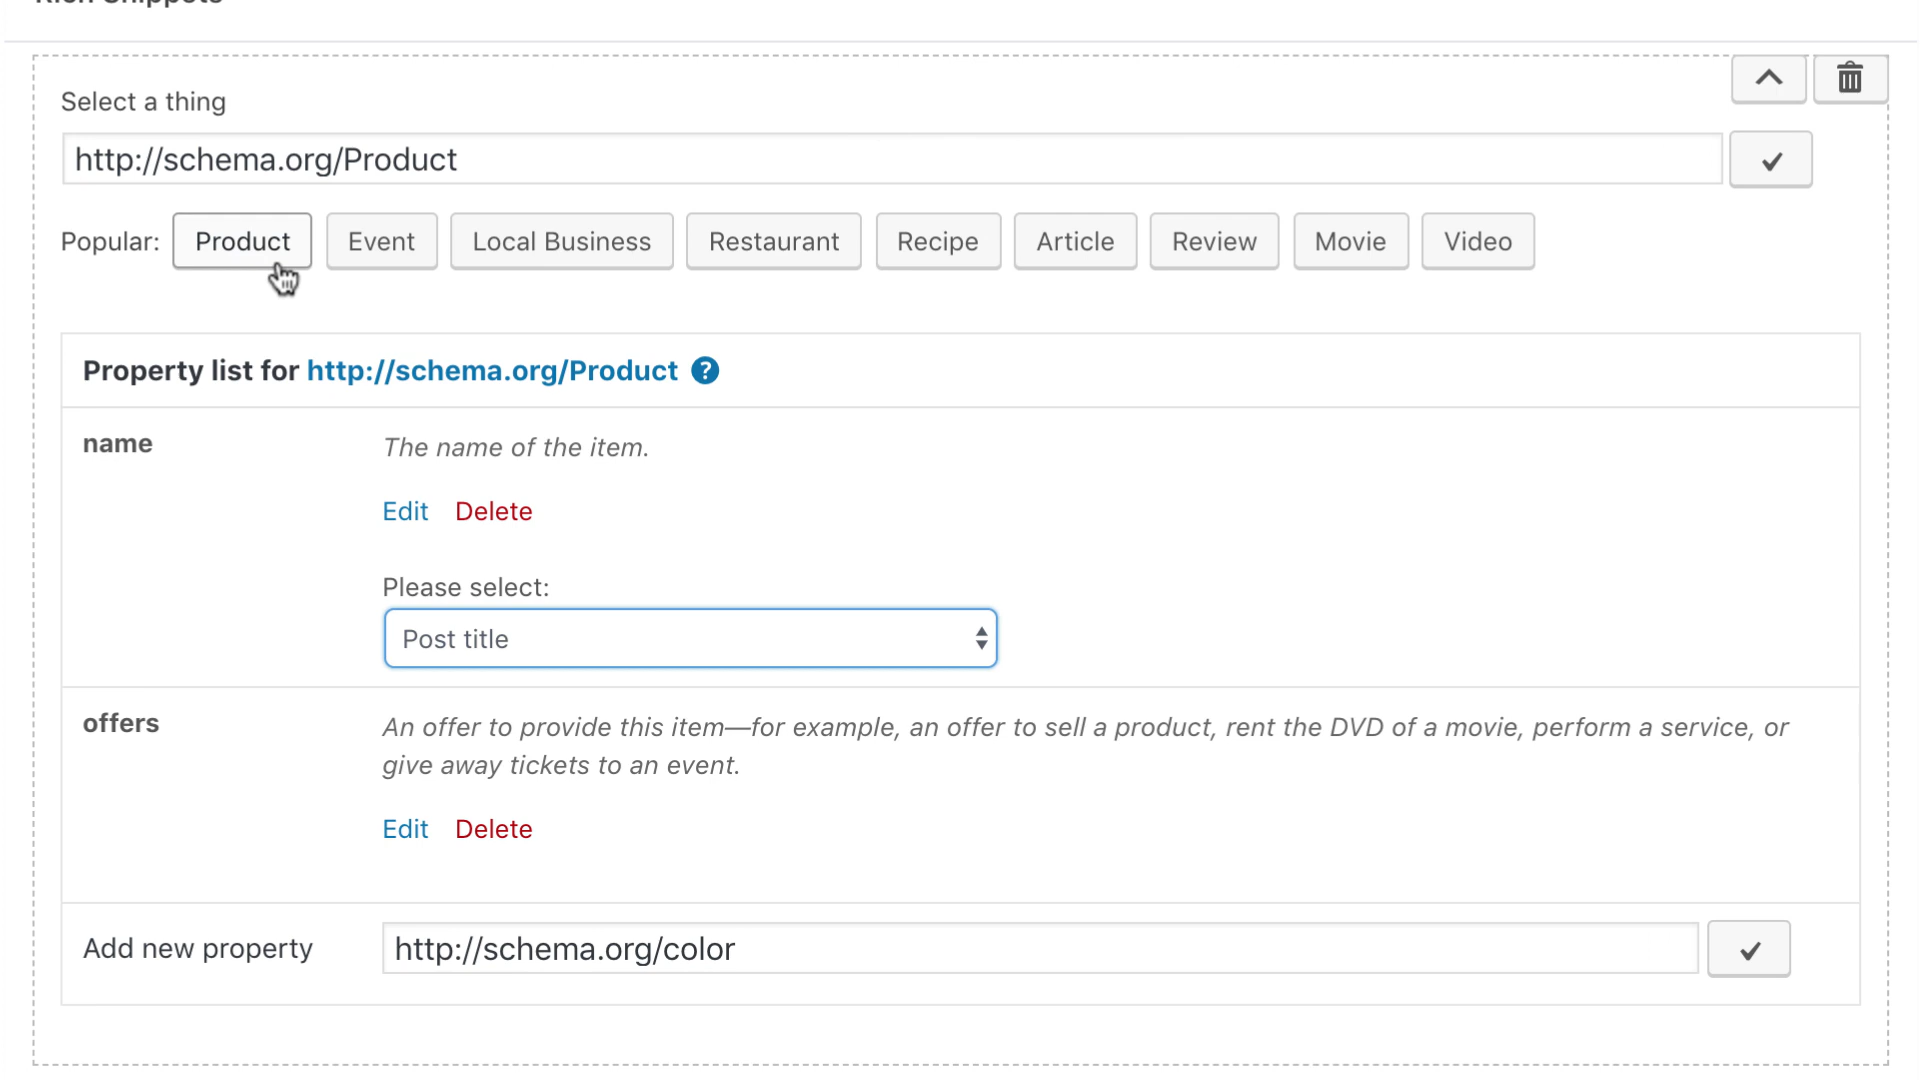 Rich Snippets
Select a thing
http://schema.org/Product
Popular: Product Event Local Business Restaurant Recipe Article Review Movie Video
Property list for http://schema.org/Product ?
name
The name of the item.
Edit Delete
Please select:
Post title
offers
An offer to provide this item—for example, an offer to sell a product, rent the DVD of a movie, perform a service, or
give away tickets to an event.
Edit Delete
Add new property http://schema.org/color